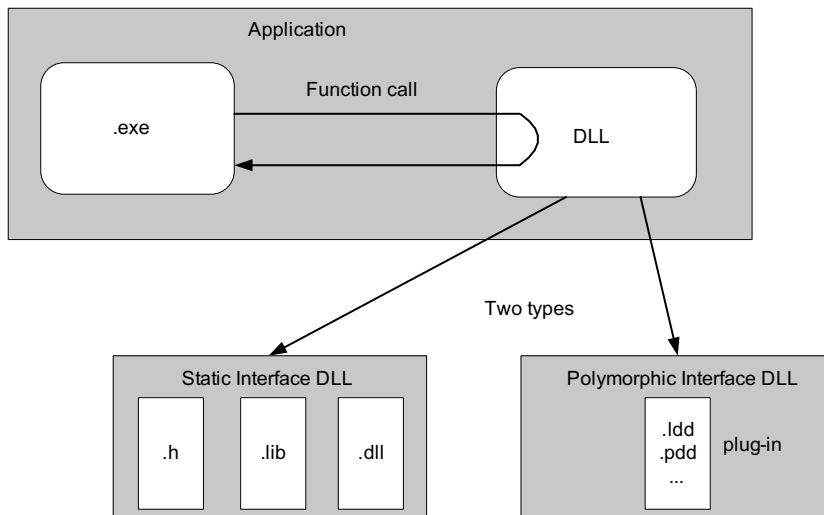 Application
Function call
.exe
DLL
Two types
Static Interface DLL
.h
.lib
.dll
Polymorphic Interface DLL
.ldd
.pdd
...
plug-in